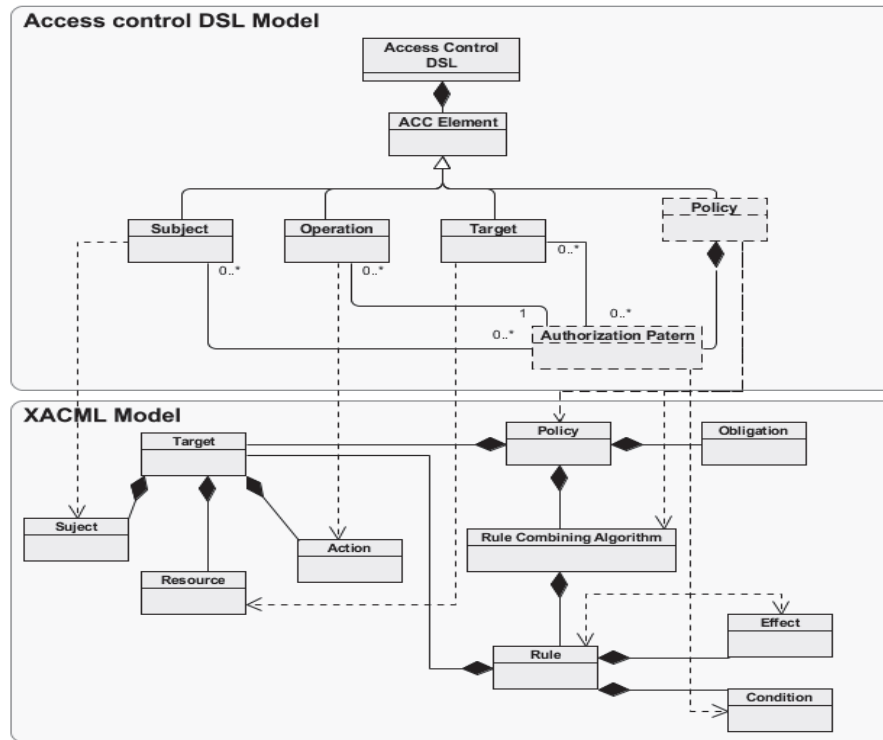 Access control DSL Model
Access Control
DSL
ACC Element
Subject
Operation
Target
Policy
0..*
0..*
0..*
1
0..*
0..*
Authorization Patern
XACML Model
Target
Policy
Obligation
Suject
Action
Rule Combining Algorithm
Resource
Effect
Rule
Condition